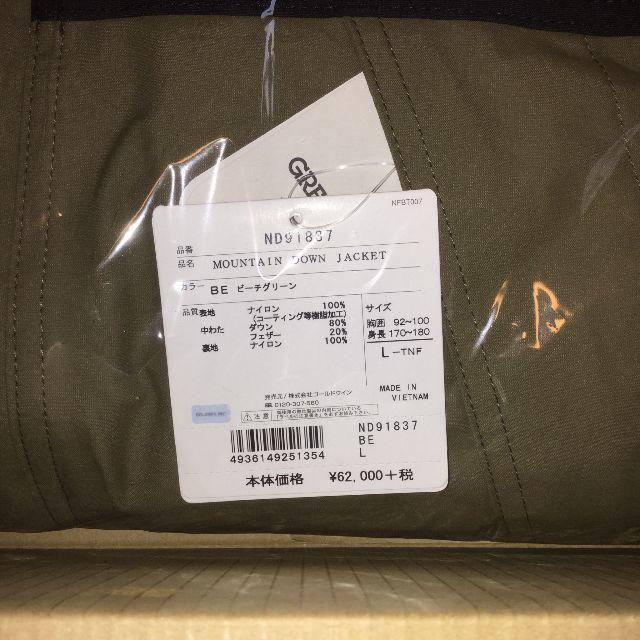 GRE
NFBT007
品番 ND91837
品名 MOUNTAIN DOWN JACKET
カラー BE ビーチグリーン
品質 表地 ナイロン 100%
(コーティング等樹脂加工)
中わた ダウン 80%
フェザー 20%
裏地 ナイロン 100%
サイズ
胸囲 92~100
身長 170~180
L-TNF
MADE IN
VIETNAM
発売元/株式会社ゴールドウイン
0120-307-560
ND91837
BE
L
4936149251354
本体価格 ¥62,000+税